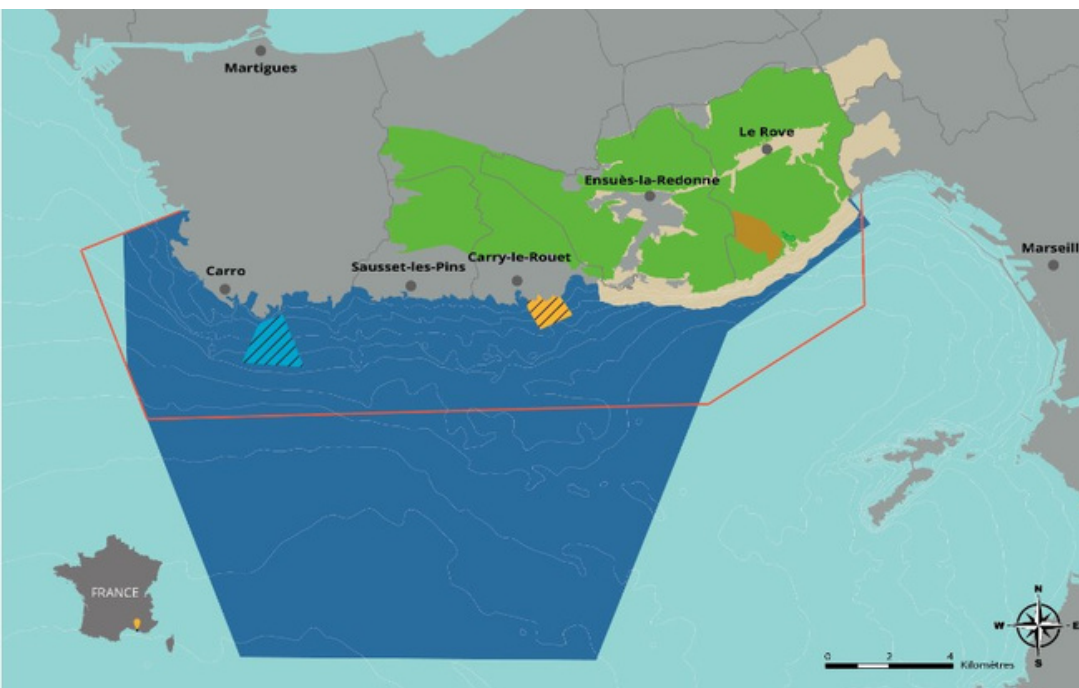 Martigues
Le Rove
Ensuès-la-Redonne
Marseill
Carry-le-Rouet
Sausset-les-Pins
Carro
FRANCE
N
W
E
S
0 2 4 Kilomètres